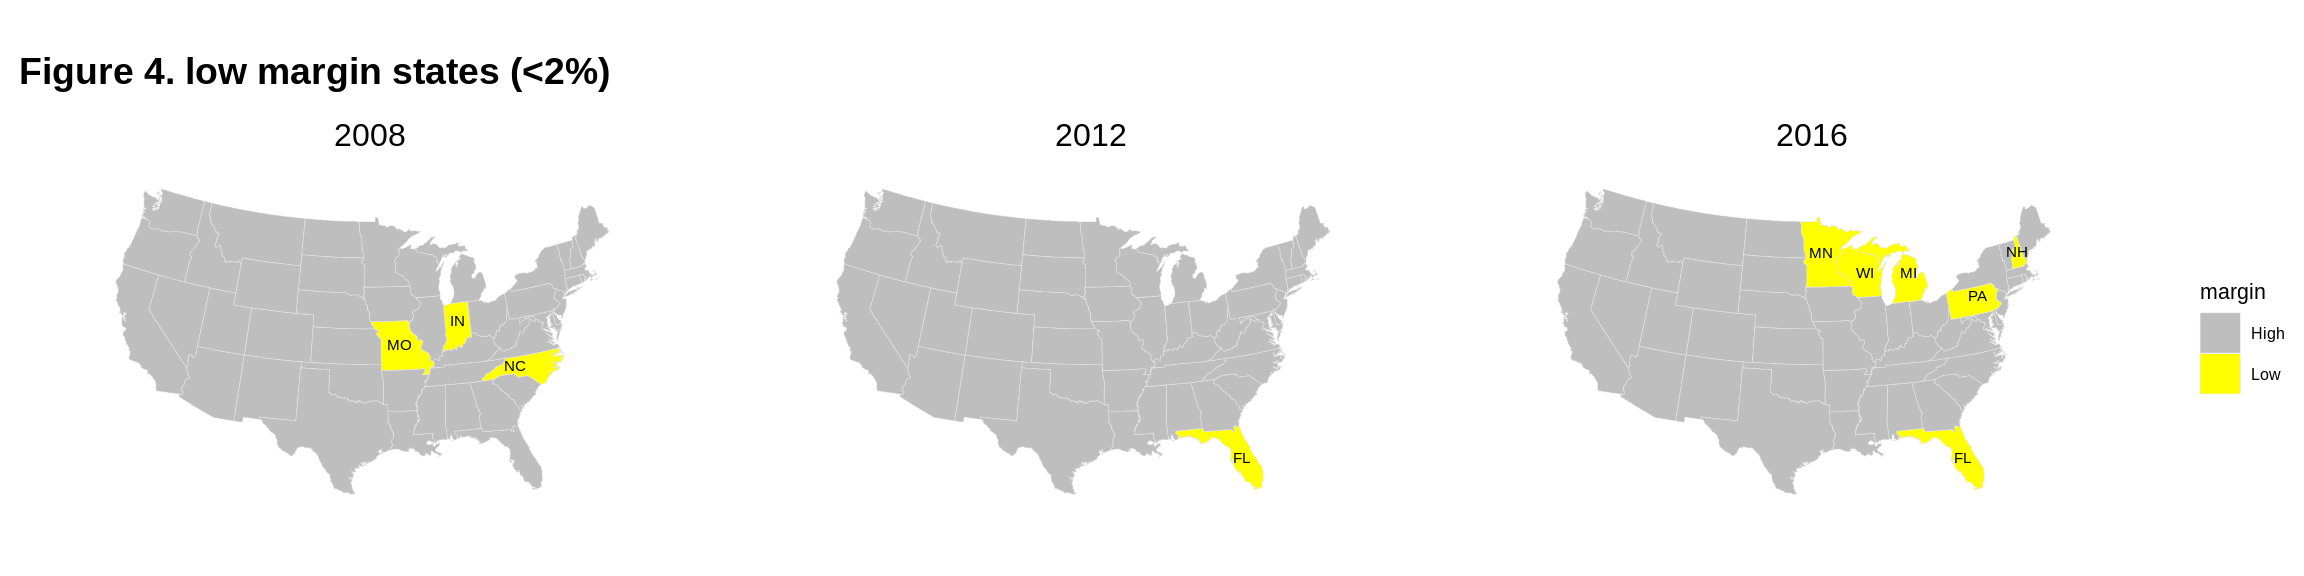 Figure 4. low margin states (<2%)
2008
MO
IN
NC
2012
FL
2016
MN
WI
MI
NH
PA
FL
margin
High
Low